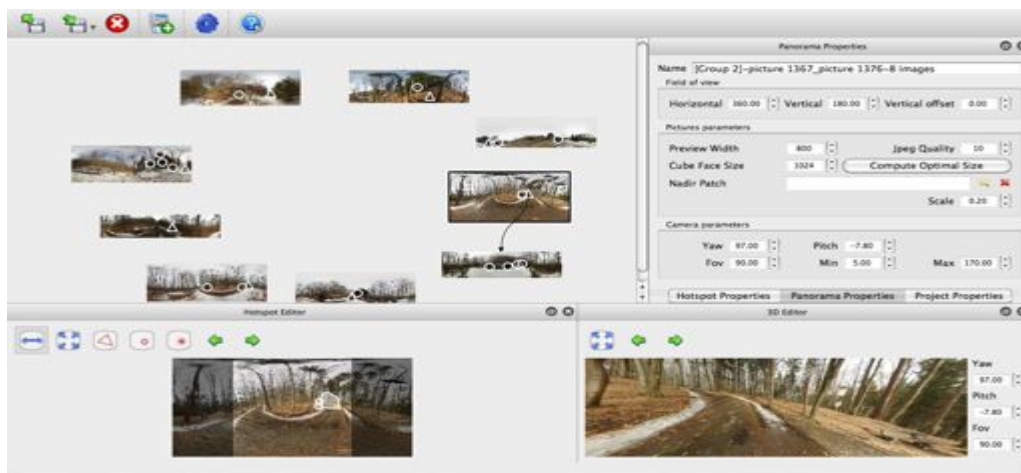 Panorama Properties
Name [Group 2]-picture 1367_picture 1376-8 images
Field of view
Horizontal 360.00 Vertical 180.00 Vertical offset 0.00
Pictures parameters
Preview Width 800 Jpeg Quality 10
Cube Face Size 1024 Compute Optimal Size
Nadir Patch
Scale 0.20
Camera parameters
Yaw 97.00 Pitch -7.80
Fov 90.00 Min 5.00 Max 170.00
Hotspot Properties Panorama Properties Project Properties
Hotspot Editor
3D Editor
Yaw
97.00
Pitch
-7.80
Fov
90.00